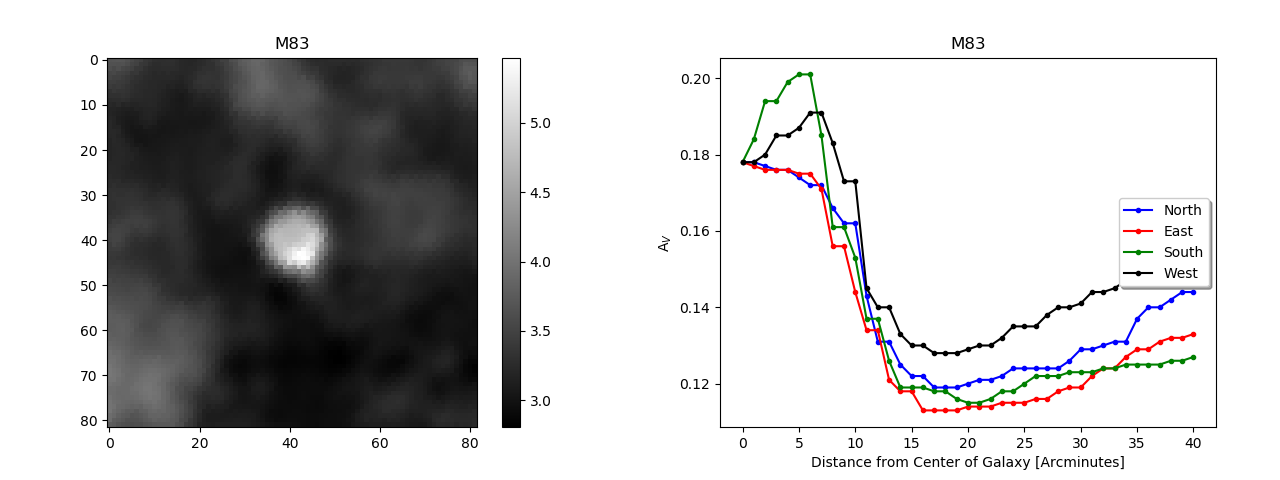 M83
0
10
20
30
40
50
60
70
80
0 20 40 60 80
5.0
4.5
4.0
3.5
3.0
M83
0.20
0.18
0.16
0.14
0.12
A_V
North
East
South
West
0 5 10 15 20 25 30 35 40
Distance from Center of Galaxy [Arcminutes]